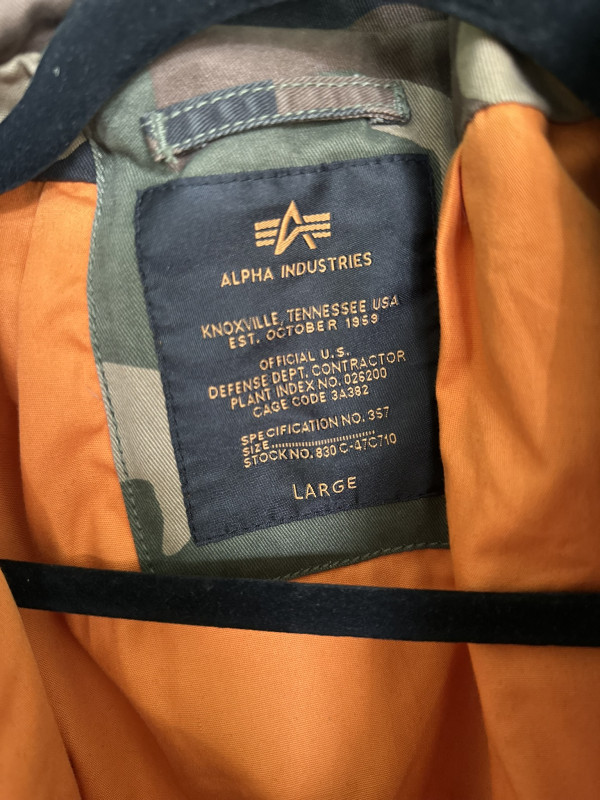 ALPHA INDUSTRIES
KNOXVILLE, TENNESSEE USA
EST. OCTOBER 1959
OFFICIAL U.S.
DEFENSE DEPT. CONTRACTOR
PLANT INDEX NO. 026200
CAGE CODE 3A382
SPECIFICATION NO. 357
SIZE...........................
STOCK NO. 830 C-47C710
LARGE